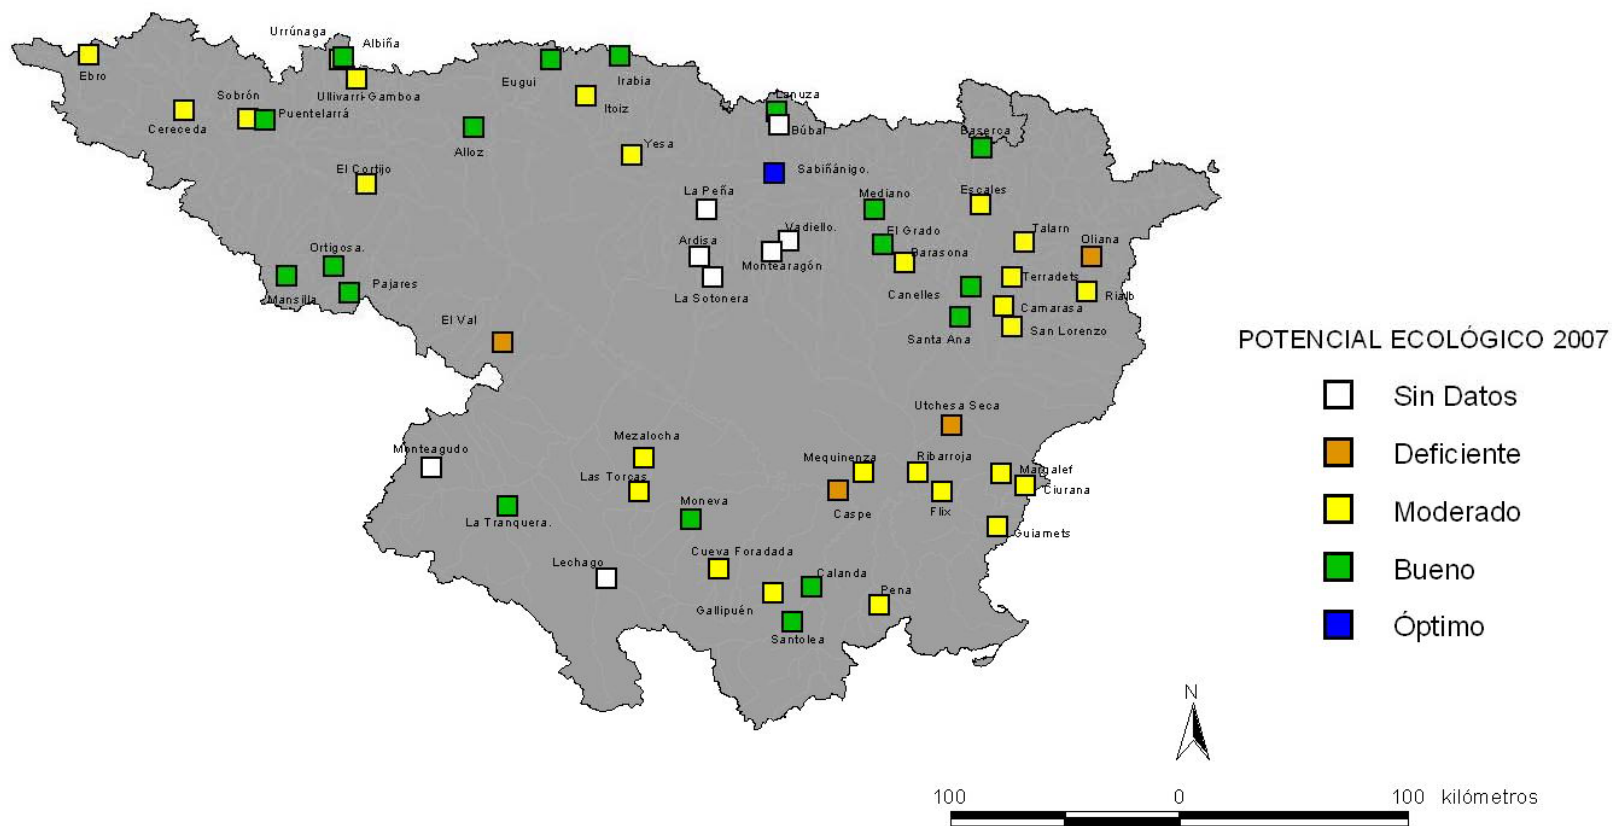 Urrúnaga
Albiña
Ebro
Eugui
Irabia
Sobrón
Ullivarri-Gamboa
Itoiz
Lanuza
Cereceda
Puentelarrá
Búbal
Baserca
Alloz
Yesa
El Cortijo
Sabiñánigo.
La Peña
Mediano
Escales
Ortigosa.
Ardisa
Vadiello.
El Grado
Talarn
Oliana
Montearagón
Barasona
Mansilla
Pajares
La Sotonera
Canelles
Terradets
Rialb
Camarasa
El Val
Santa Ana
San Lorenzo
POTENCIAL ECOLÓGICO 2007
Sin Datos
Deficiente
Moderado
Bueno
Óptimo
Utchesa Seca
Monteagudo
Mezalocha
Mequinenza
Ribarroja
Margalef
Las Torcas
Ciurana
Moneva
Caspe
Flix
La Tranquera.
Guiamets
Cueva Foradada
Lechago
Calanda
Pena
Gallipuén
Santolea
N
100 0 100 kilómetros